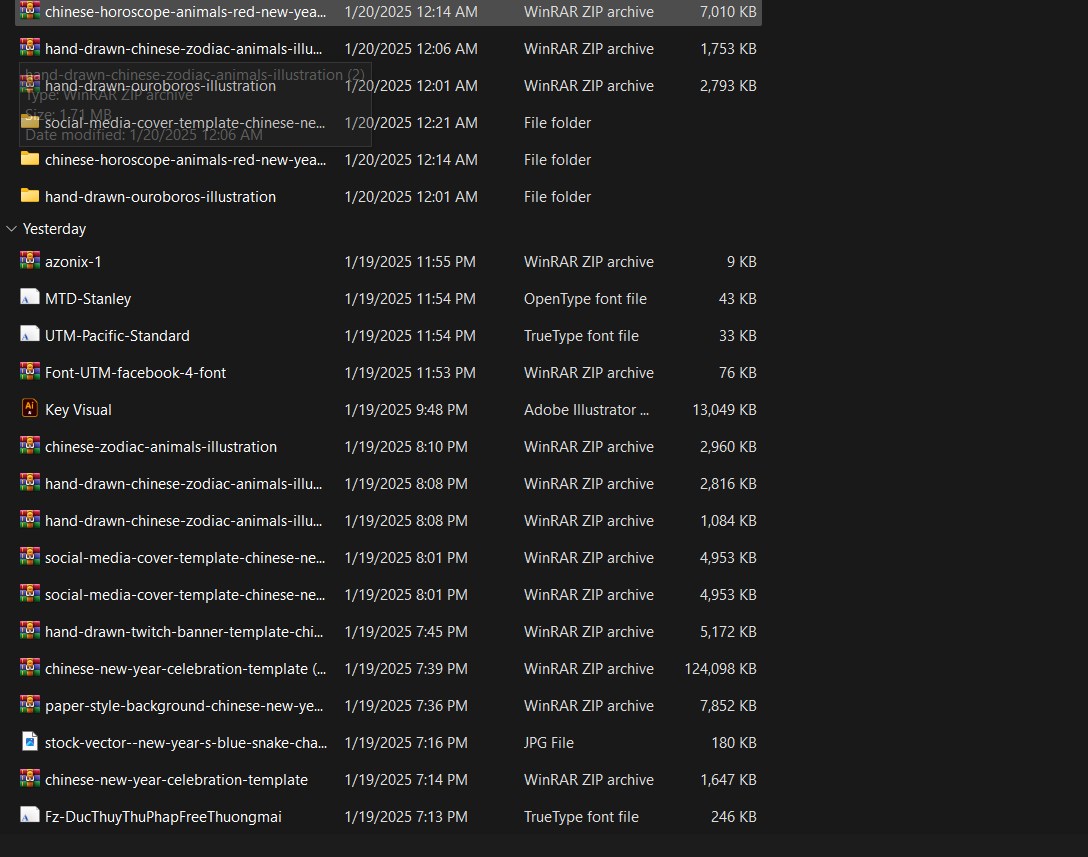 chinese-horoscope-animals-red-new-yea... 1/20/2025 12:14 AM WinRAR ZIP archive 7,010 KB
hand-drawn-chinese-zodiac-animals-illu... 1/20/2025 12:06 AM WinRAR ZIP archive 1,753 KB
hand-drawn-chinese-zodiac-animals-illustration (2)
hand-drawn-ouroboros-illustration 1/20/2025 12:01 AM WinRAR ZIP archive 2,793 KB
Type: WinRAR ZIP archive
Size: 1.71 MB
social-media-cover-template-chinese-ne... 1/20/2025 12:21 AM File folder
Date modified: 1/20/2025 12:06 AM
chinese-horoscope-animals-red-new-yea... 1/20/2025 12:14 AM File folder
hand-drawn-ouroboros-illustration 1/20/2025 12:01 AM File folder
Yesterday
azonix-1 1/19/2025 11:55 PM WinRAR ZIP archive 9 KB
MTD-Stanley 1/19/2025 11:54 PM OpenType font file 43 KB
UTM-Pacific-Standard 1/19/2025 11:54 PM TrueType font file 33 KB
Font-UTM-facebook-4-font 1/19/2025 11:53 PM WinRAR ZIP archive 76 KB
Ai Key Visual 1/19/2025 9:48 PM Adobe Illustrator ... 13,049 KB
chinese-zodiac-animals-illustration 1/19/2025 8:10 PM WinRAR ZIP archive 2,960 KB
hand-drawn-chinese-zodiac-animals-illu... 1/19/2025 8:08 PM WinRAR ZIP archive 2,816 KB
hand-drawn-chinese-zodiac-animals-illu... 1/19/2025 8:08 PM WinRAR ZIP archive 1,084 KB
social-media-cover-template-chinese-ne... 1/19/2025 8:01 PM WinRAR ZIP archive 4,953 KB
social-media-cover-template-chinese-ne... 1/19/2025 8:01 PM WinRAR ZIP archive 4,953 KB
hand-drawn-twitch-banner-template-chi... 1/19/2025 7:45 PM WinRAR ZIP archive 5,172 KB
chinese-new-year-celebration-template (... 1/19/2025 7:39 PM WinRAR ZIP archive 124,098 KB
paper-style-background-chinese-new-ye... 1/19/2025 7:36 PM WinRAR ZIP archive 7,852 KB
stock-vector--new-year-s-blue-snake-cha... 1/19/2025 7:16 PM JPG File 180 KB
chinese-new-year-celebration-template 1/19/2025 7:14 PM WinRAR ZIP archive 1,647 KB
Fz-DucThuyThuPhapFreeThuongmai 1/19/2025 7:13 PM TrueType font file 246 KB